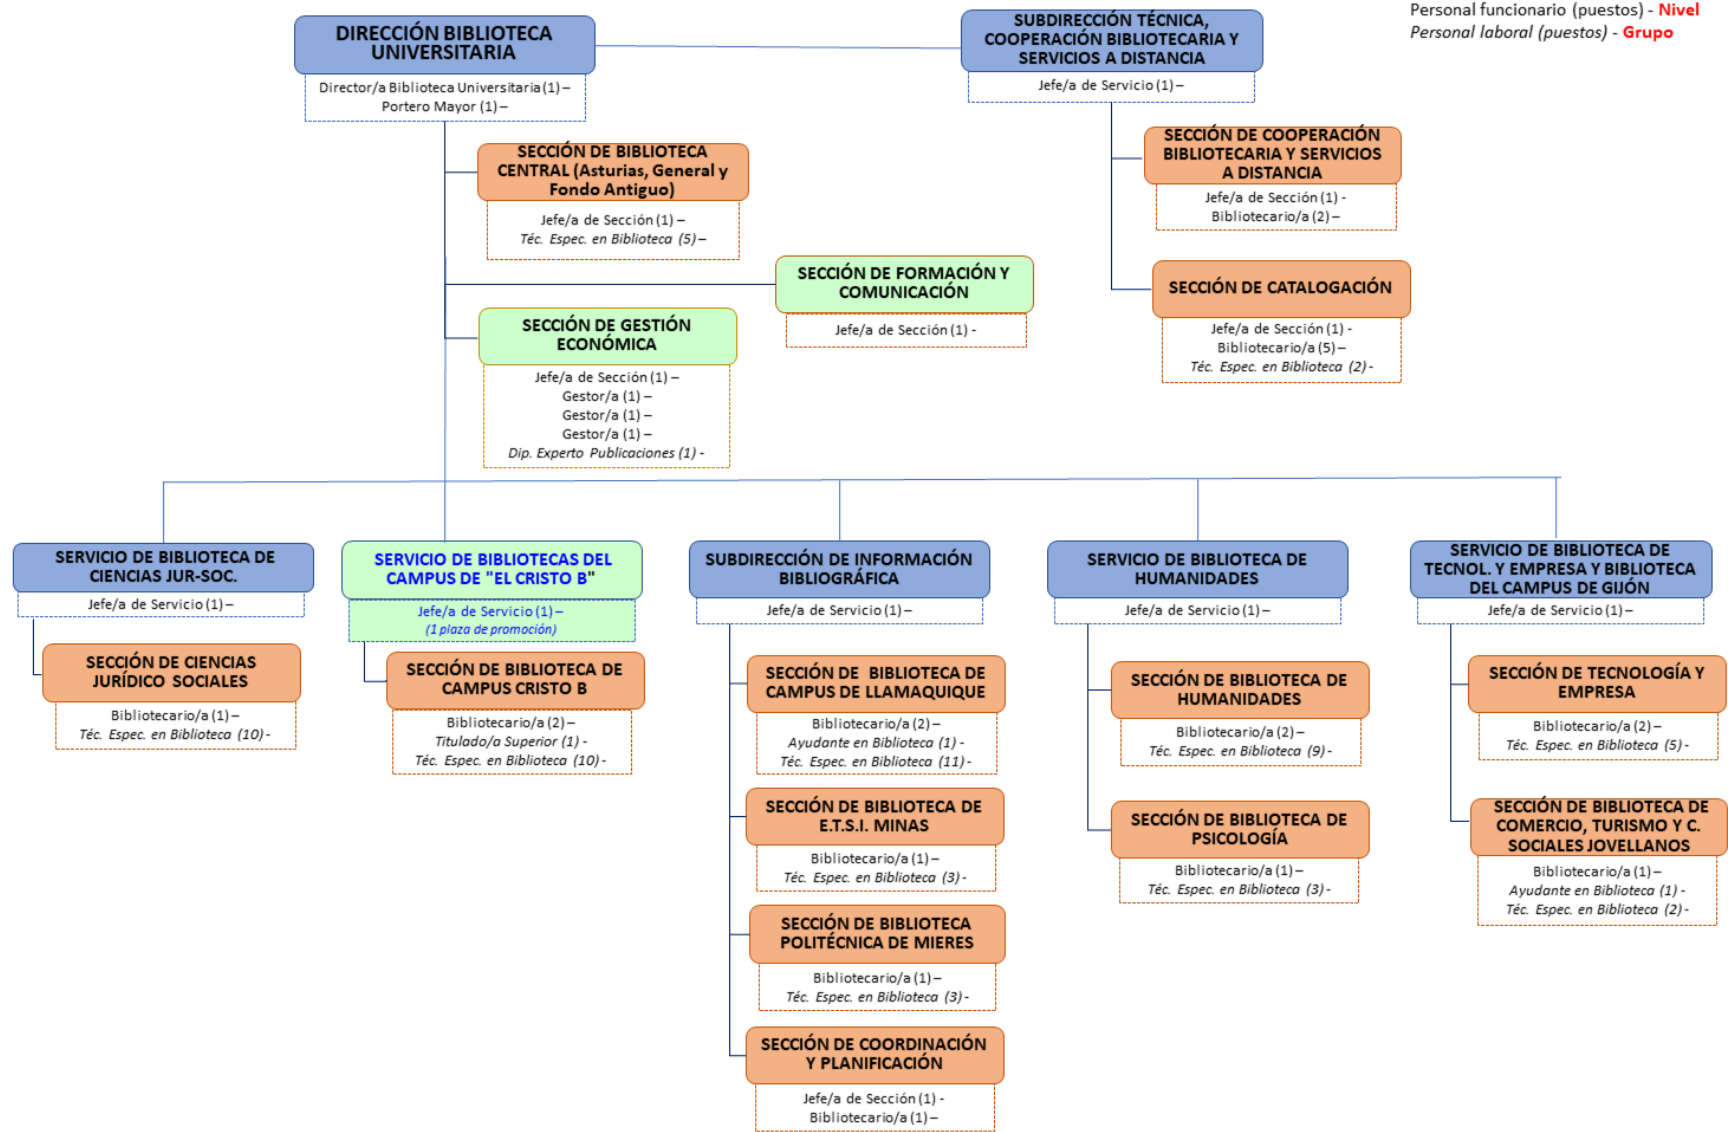 Personal funcionario (puestos) - Nivel
Personal laboral (puestos) - Grupo
DIRECCIÓN BIBLIOTECA
UNIVERSITARIA
Director/a Biblioteca Universitaria (1) –
Portero Mayor (1) –
SUBDIRECCIÓN TÉCNICA,
COOPERACIÓN BIBLIOTECARIA Y
SERVICIOS A DISTANCIA
Jefe/a de Servicio (1) –
SECCIÓN DE BIBLIOTECA
CENTRAL (Asturias, General y
Fondo Antiguo)
Jefe/a de Sección (1) –
Téc. Espec. en Biblioteca (5) –
SECCIÓN DE COOPERACIÓN
BIBLIOTECARIA Y SERVICIOS
A DISTANCIA
Jefe/a de Sección (1) -
Bibliotecario/a (2) –
SECCIÓN DE FORMACIÓN Y
COMUNICACIÓN
Jefe/a de Sección (1) -
SECCIÓN DE CATALOGACIÓN
Jefe/a de Sección (1) -
Bibliotecario/a (5) –
Téc. Espec. en Biblioteca (2) -
SECCIÓN DE GESTIÓN
ECONÓMICA
Jefe/a de Sección (1) –
Gestor/a (1) –
Gestor/a (1) –
Gestor/a (1) –
Dip. Experto Publicaciones (1) -
SERVICIO DE BIBLIOTECA DE
CIENCIAS JUR-SOC.
Jefe/a de Servicio (1) –
SECCIÓN DE CIENCIAS
JURÍDICO SOCIALES
Bibliotecario/a (1) –
Téc. Espec. en Biblioteca (10) -
SERVICIO DE BIBLIOTECAS DEL
CAMPUS DE "EL CRISTO B"
Jefe/a de Servicio (1) –
(1 plaza de promoción)
SECCIÓN DE BIBLIOTECA DE
CAMPUS CRISTO B
Bibliotecario/a (2) –
Titulado/a Superior (1) -
Téc. Espec. en Biblioteca (10) -
SUBDIRECCIÓN DE INFORMACIÓN
BIBLIOGRÁFICA
Jefe/a de Servicio (1) –
SECCIÓN DE BIBLIOTECA DE
CAMPUS DE LLAMAQUIQUE
Bibliotecario/a (2) –
Ayudante en Biblioteca (1) -
Téc. Espec. en Biblioteca (11) -
SECCIÓN DE BIBLIOTECA DE
E.T.S.I. MINAS
Bibliotecario/a (1) –
Téc. Espec. en Biblioteca (3) -
SECCIÓN DE BIBLIOTECA
POLITÉCNICA DE MIERES
Bibliotecario/a (1) –
Téc. Espec. en Biblioteca (3) -
SECCIÓN DE COORDINACIÓN
Y PLANIFICACIÓN
Jefe/a de Sección (1) -
Bibliotecario/a (1) –
SERVICIO DE BIBLIOTECA DE
HUMANIDADES
Jefe/a de Servicio (1) –
SECCIÓN DE BIBLIOTECA DE
HUMANIDADES
Bibliotecario/a (2) –
Téc. Espec. en Biblioteca (9) -
SECCIÓN DE BIBLIOTECA DE
PSICOLOGÍA
Bibliotecario/a (1) –
Téc. Espec. en Biblioteca (3) -
SERVICIO DE BIBLIOTECA DE
TECNOL. Y EMPRESA Y BIBLIOTECA
DEL CAMPUS DE GIJÓN
Jefe/a de Servicio (1) –
SECCIÓN DE TECNOLOGÍA Y
EMPRESA
Bibliotecario/a (2) –
Téc. Espec. en Biblioteca (5) -
SECCIÓN DE BIBLIOTECA DE
COMERCIO, TURISMO Y C.
SOCIALES JOVELLANOS
Bibliotecario/a (1) –
Ayudante en Biblioteca (1) -
Téc. Espec. en Biblioteca (2) -